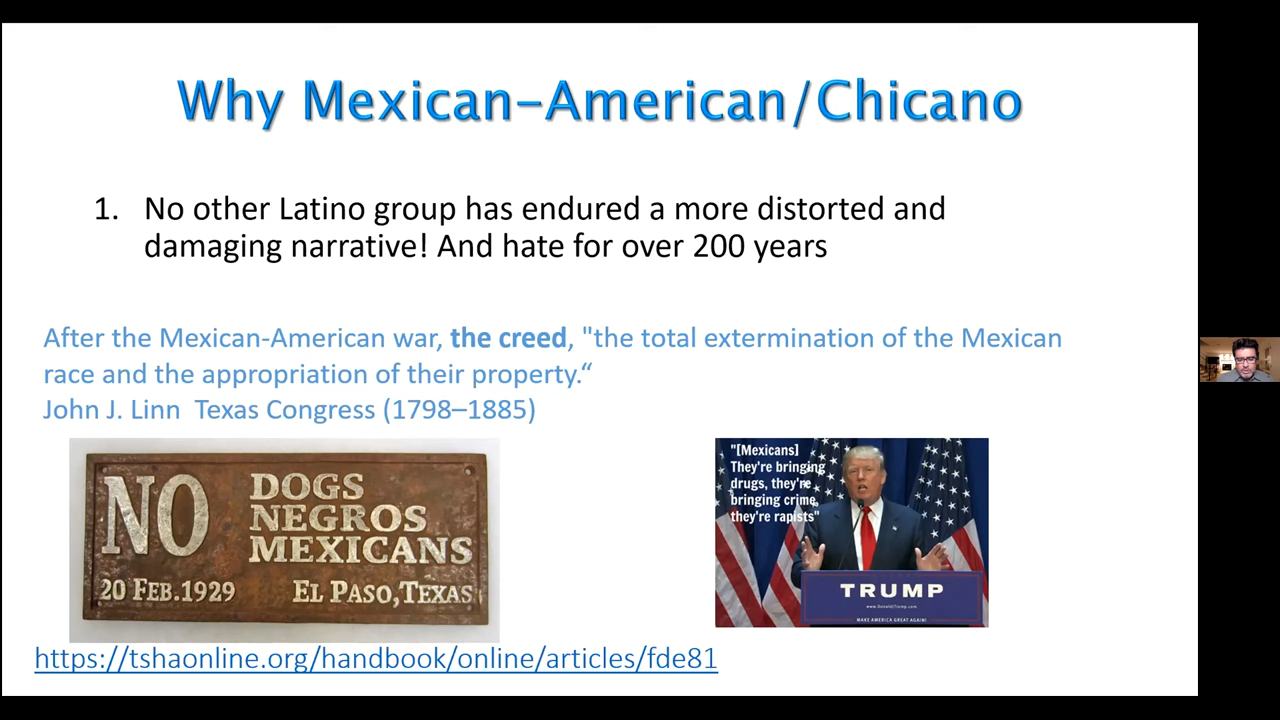 Why Mexican-American/Chicano
1. No other Latino group has endured a more distorted and
damaging narrative! And hate for over 200 years
After the Mexican-American war, the creed, "the total extermination of the Mexican
race and the appropriation of their property.“
John J. Linn Texas Congress (1798–1885)
NO DOGS
NEGROS
MEXICANS
20 FEB.1929 EL PASO,TEXAS
"[Mexicans]
They're bringing
drugs, they're
bringing crime,
they're rapists"
TRUMP
www.DonaldJTrump.com
MAKE AMERICA GREAT AGAIN!
https://tshaonline.org/handbook/online/articles/fde81